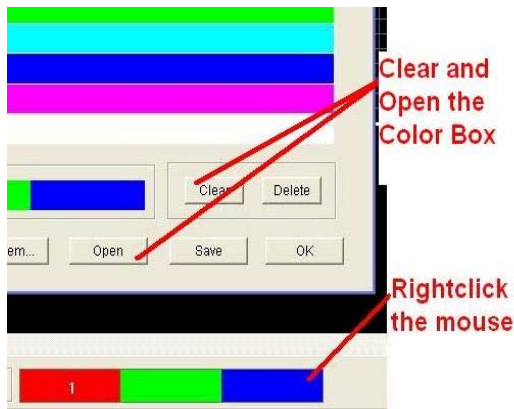 Clear and
Open the
Color Box
Clear Delete
em... Open Save OK
Rightclick
the mouse
1